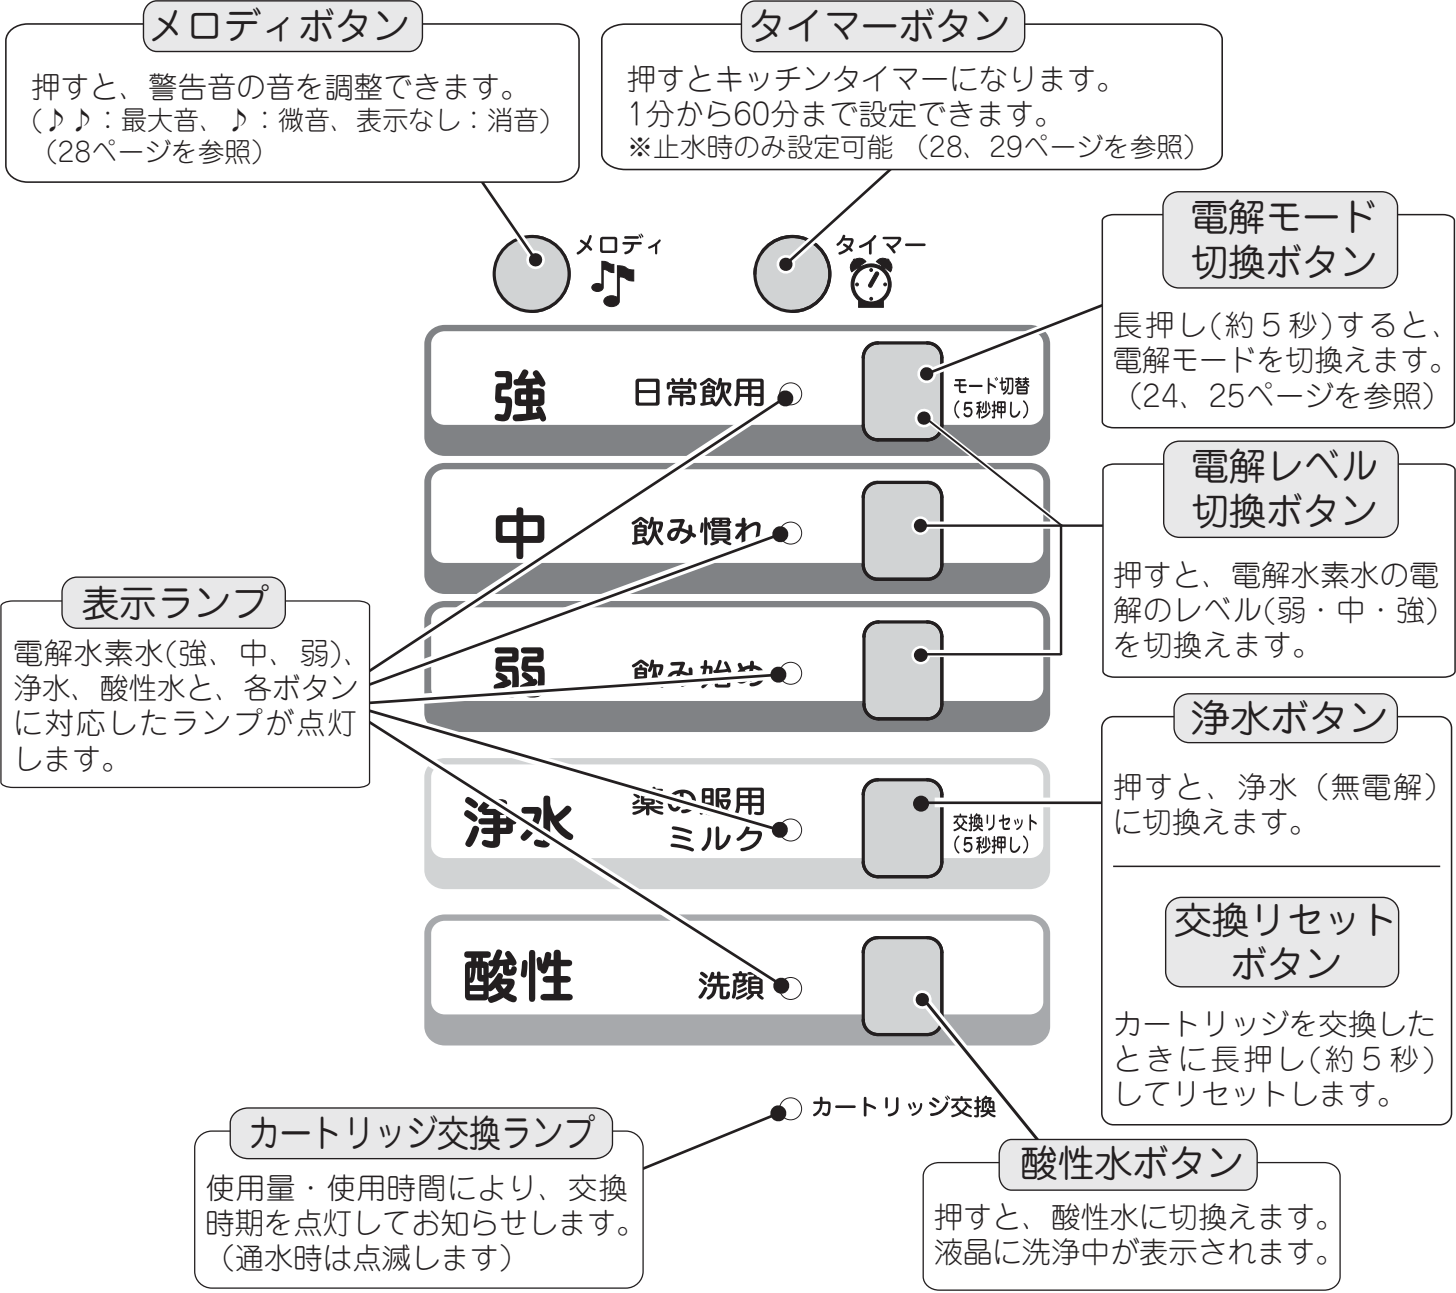 メロディボタン
押すと、警告音の音を調整できます。
(♪♪：最大音、♪：微音、表示なし：消音)
（28ページを参照）
タイマーボタン
押すとキッチンタイマーになります。
1分から60分まで設定できます。
※止水時のみ設定可能 （28、29ページを参照）
メロディ
タイマー
電解モード
切換ボタン
長押し(約５秒)すると、
電解モードを切換えます。
（24、25ページを参照）
強 日常飲用
モード切替
（5秒押し）
電解レベル
切換ボタン
押すと、電解水素水の電
解のレベル(弱・中・強)
を切換えます。
中 飲み慣れ
表示ランプ
電解水素水(強、中、弱)、
浄水、酸性水と、各ボタン
に対応したランプが点灯
します。
弱 飲み始め
浄水ボタン
押すと、浄水（無電解）
に切換えます。
浄水 薬の服用
ミルク
交換リセット
（5秒押し）
交換リセット
ボタン
カートリッジを交換した
ときに長押し(約５秒)
してリセットします。
酸性 洗顔
カートリッジ交換
カートリッジ交換ランプ
使用量・使用時間により、交換
時期を点灯してお知らせします。
（通水時は点滅します）
酸性水ボタン
押すと、酸性水に切換えます。
液晶に洗浄中が表示されます。